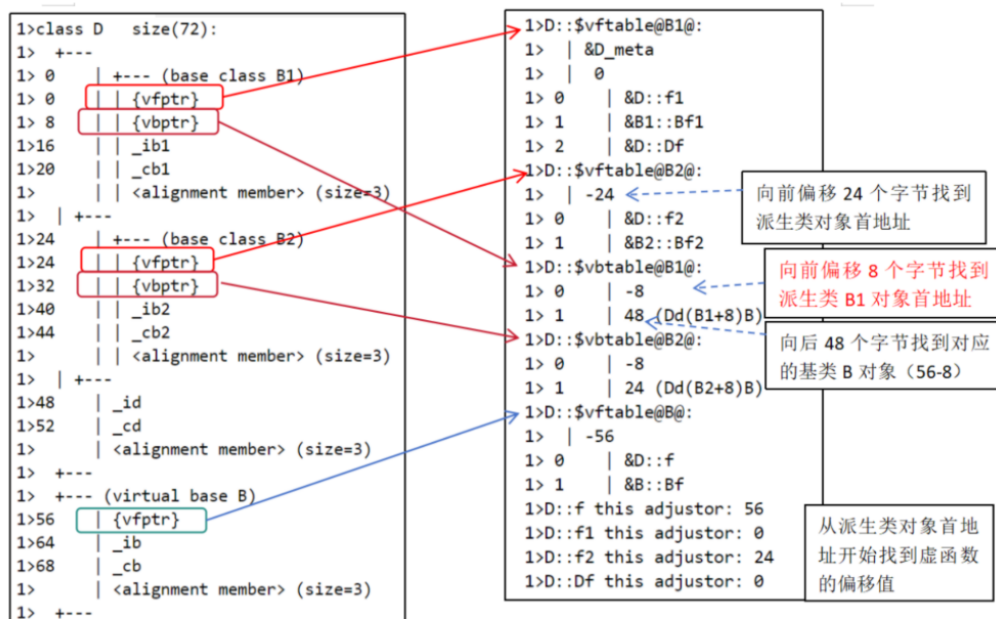 1>class D   size(72):
1>  +---
1> 0     | +--- (base class B1)
1> 0     | | {vfptr}
1> 8     | | {vbptr}
1>16     | | _ib1
1>20     | | _cb1
1>       | | <alignment member> (size=3)
1>  | +---
1>24     | +--- (base class B2)
1>24     | | {vfptr}
1>32     | | {vbptr}
1>40     | | _ib2
1>44     | | _cb2
1>       | | <alignment member> (size=3)
1>  | +---
1>48     | _id
1>52     | _cd
1>       | <alignment member> (size=3)
1>  +---
1>  +--- (virtual base B)
1>56     | {vfptr}
1>64     | _ib
1>68     | _cb
1>       | <alignment member> (size=3)
1>  +---
1>D::$vftable@B1@:
1>   | &D_meta
1>   |  0
1> 0     | &D::f1
1> 1     | &B1::Bf1
1> 2     | &D::Df
1>D::$vftable@B2@:
1>   | -24
1> 0     | &D::f2
1> 1     | &B2::Bf2
1>D::$vbtable@B1@:
1> 0     | -8
1> 1     | 48 (Dd(B1+8)B)
1>D::$vbtable@B2@:
1> 0     | -8
1> 1     | 24 (Dd(B2+8)B)
1>D::$vftable@B@:
1>   | -56
1> 0     | &D::f
1> 1     | &B::Bf
1>D::f this adjustor: 56
1>D::f1 this adjustor: 0
1>D::f2 this adjustor: 24
1>D::Df this adjustor: 0
向前偏移 24 个字节找到
派生类对象首地址
向前偏移 8 个字节找到
派生类 B1 对象首地址
向后 48 个字节找到对应
的基类 B 对象（56-8）
从派生类对象首地
址开始找到虚函数
的偏移值